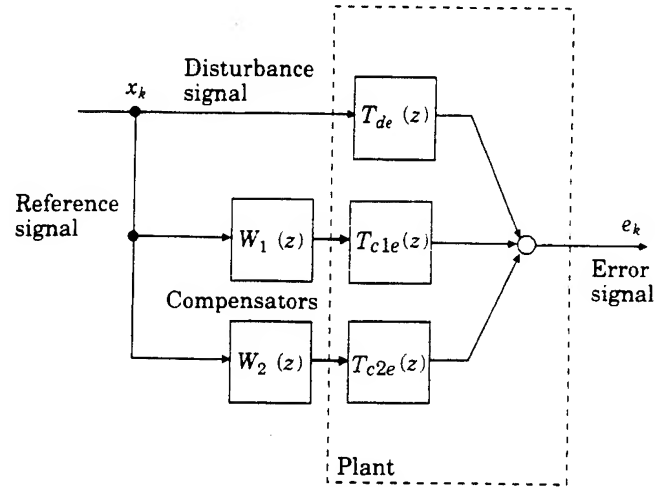 Disturbance
signal
x_k
T_de (z)
Reference
signal
W_1 (z)
T_c1e(z)
e_k
Error
signal
Compensators
W_2 (z)
T_c2e(z)
Plant